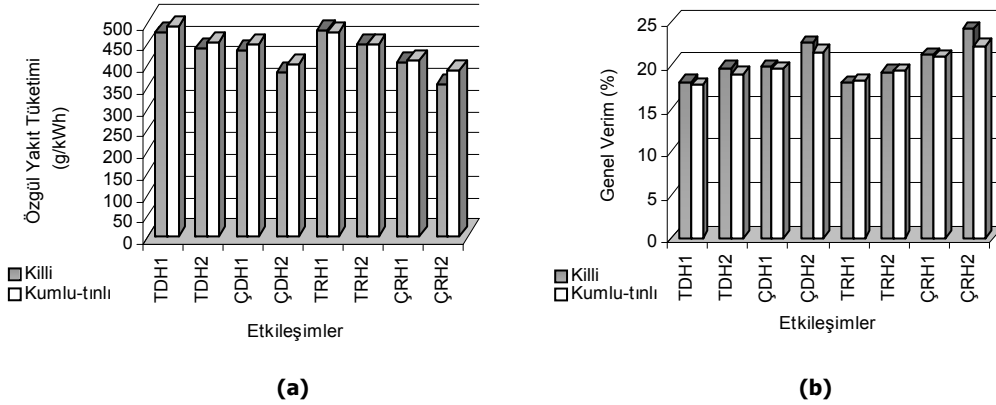 Özgül Yakıt Tüketimi
(g/kWh)
500
450
400
350
300
250
200
150
100
50
0
TDH1
TDH2
ÇDH1
ÇDH2
TRH1
TRH2
ÇRH1
ÇRH2
Killi
Kumlu-tınlı
Etkileşimler
(a)
Genel Verim (%)
25
20
15
10
5
0
TDH1
TDH2
ÇDH1
ÇDH2
TRH1
TRH2
ÇRH1
ÇRH2
Killi
Kumlu-tınlı
Etkileşimler
(b)